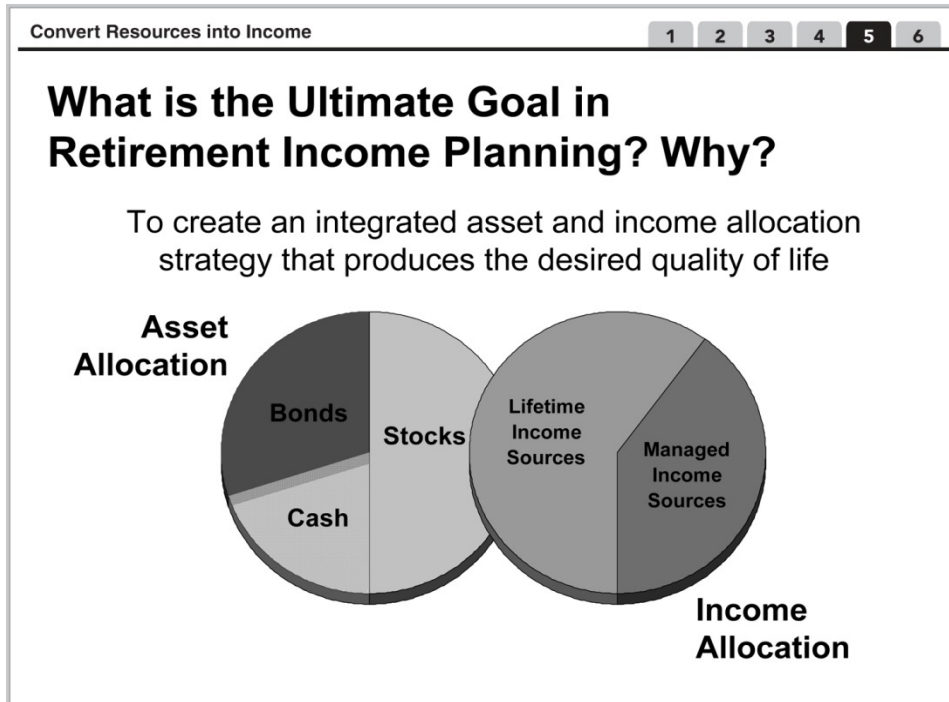 Convert Resources into Income
1 2 3 4 5 6
What is the Ultimate Goal in
Retirement Income Planning? Why?
To create an integrated asset and income allocation
strategy that produces the desired quality of life
Asset
Allocation
Bonds
Stocks
Cash
Lifetime
Income
Sources
Managed
Income
Sources
Income
Allocation